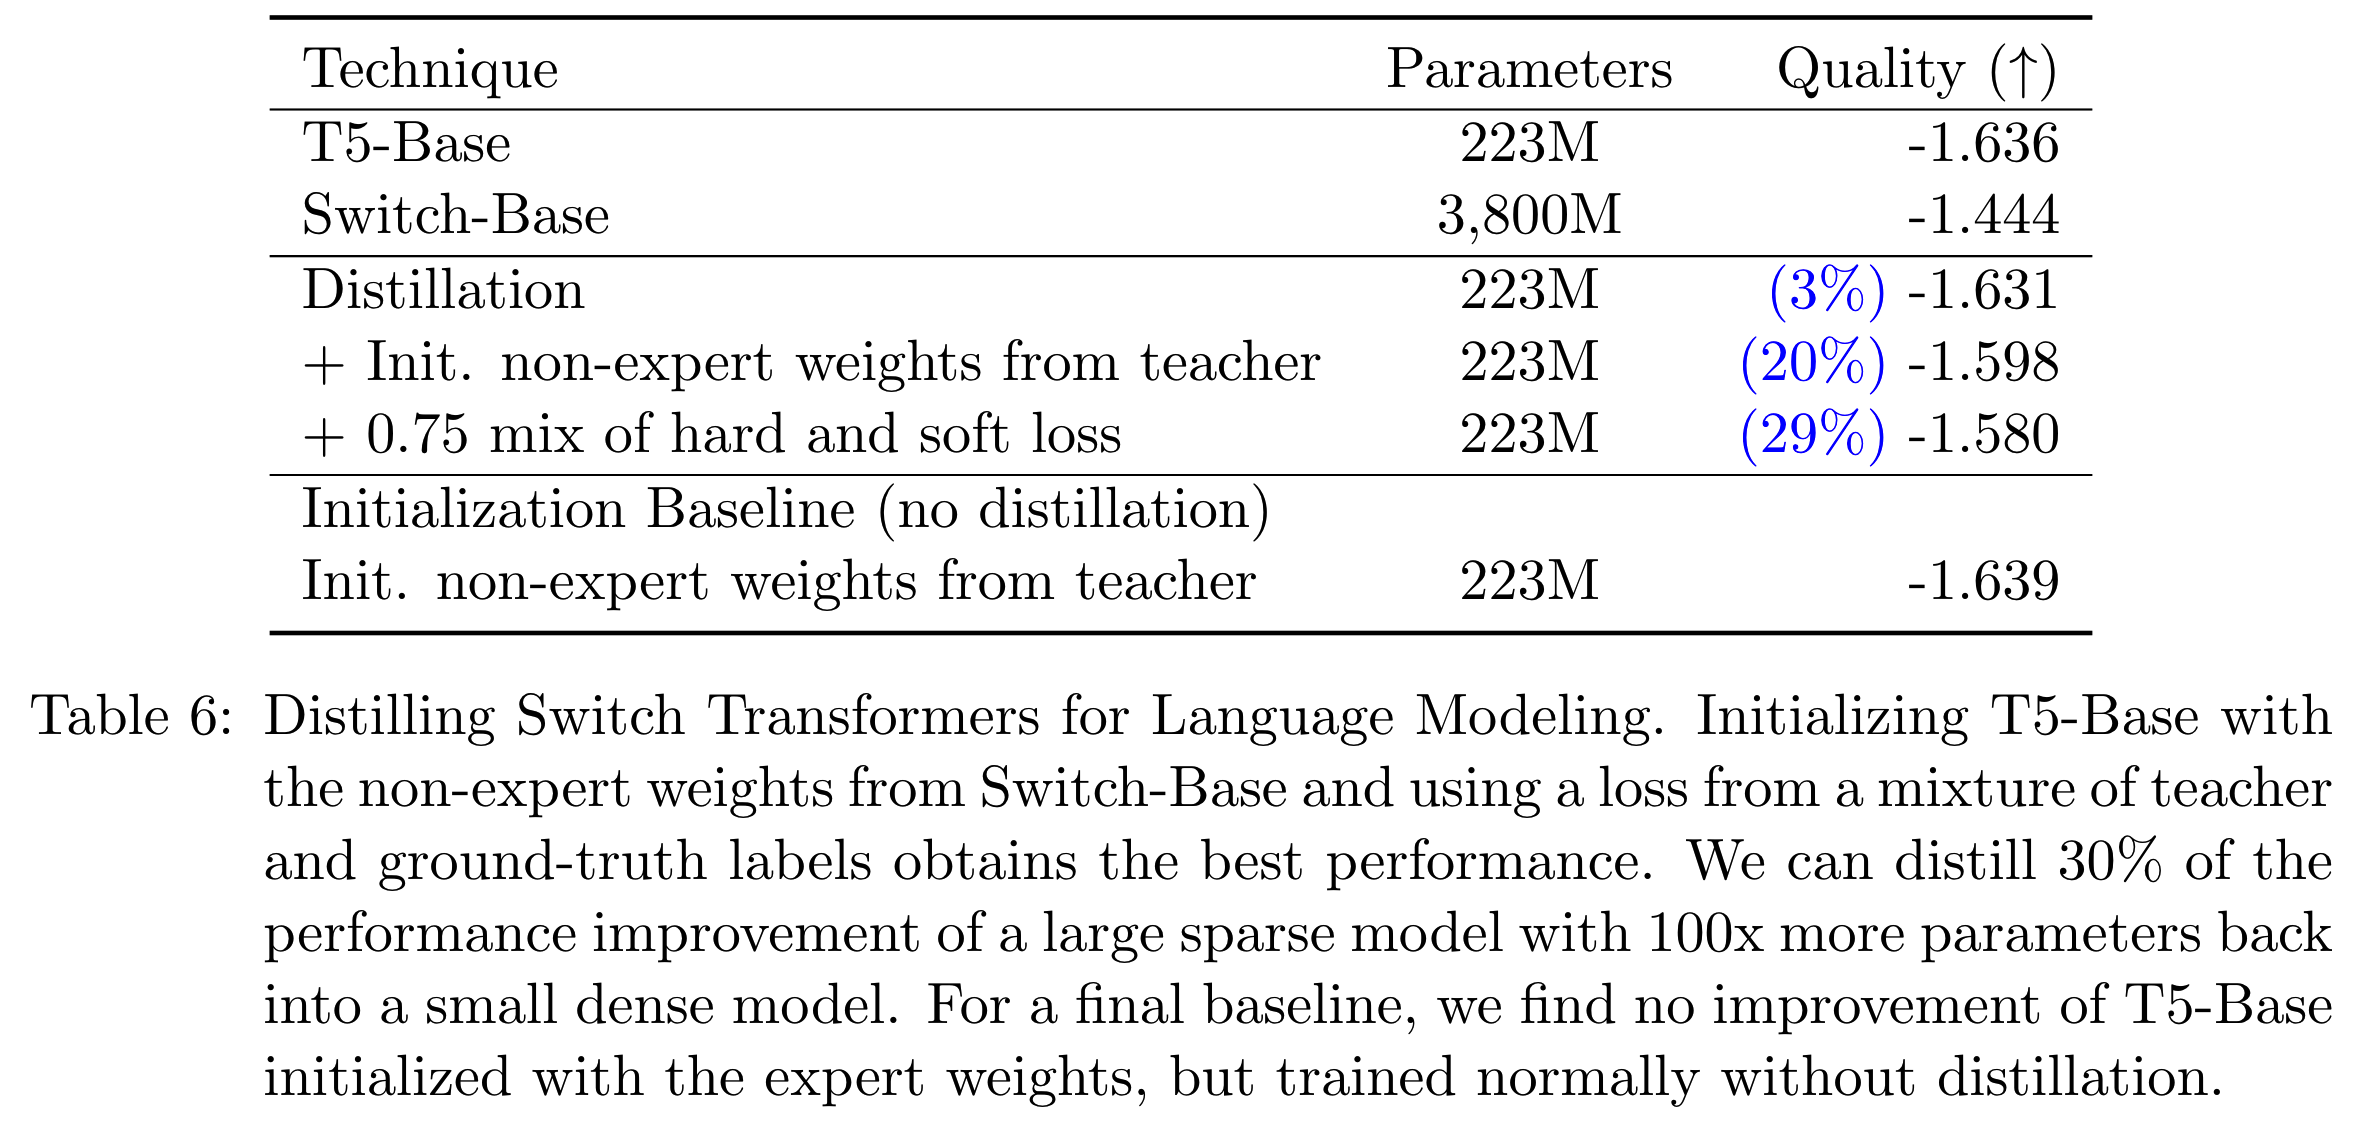 Technique Parameters Quality (↑)
T5-Base 223M -1.636
Switch-Base 3,800M -1.444
Distillation 223M (3%) -1.631
+ Init. non-expert weights from teacher 223M (20%) -1.598
+ 0.75 mix of hard and soft loss 223M (29%) -1.580
Initialization Baseline (no distillation)
Init. non-expert weights from teacher 223M -1.639
Table 6: Distilling Switch Transformers for Language Modeling. Initializing T5-Base with
the non-expert weights from Switch-Base and using a loss from a mixture of teacher
and ground-truth labels obtains the best performance. We can distill 30% of the
performance improvement of a large sparse model with 100x more parameters back
into a small dense model. For a final baseline, we find no improvement of T5-Base
initialized with the expert weights, but trained normally without distillation.